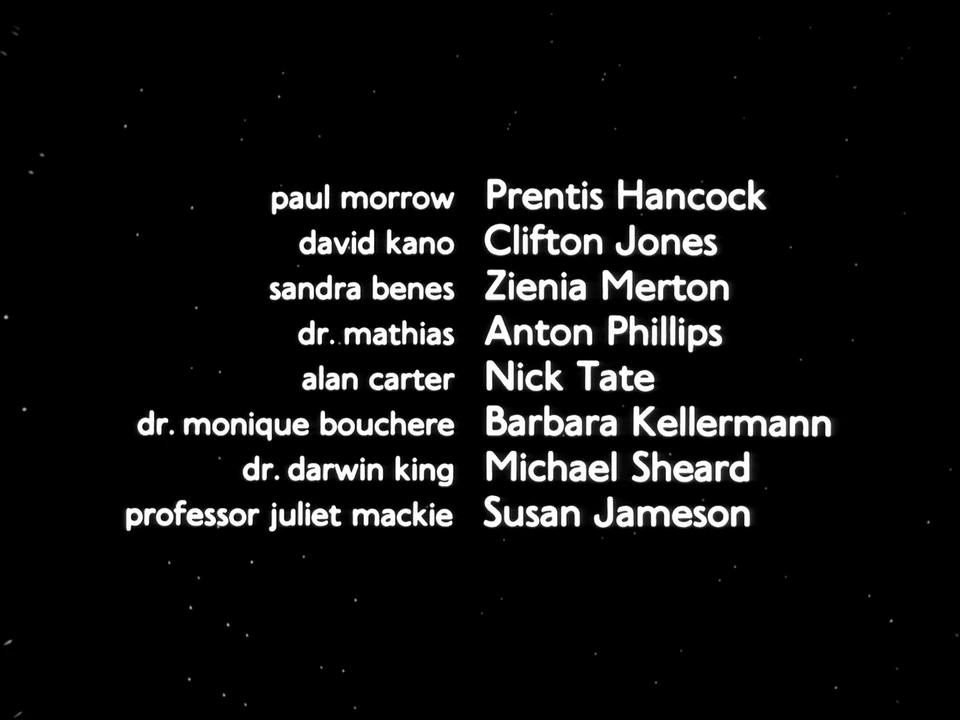 paul morrow Prentis Hancock
david kano Clifton Jones
sandra benes Zienia Merton
dr. mathias Anton Phillips
alan carter Nick Tate
dr. monique bouchere Barbara Kellermann
dr. darwin king Michael Sheard
professor juliet mackie Susan Jameson